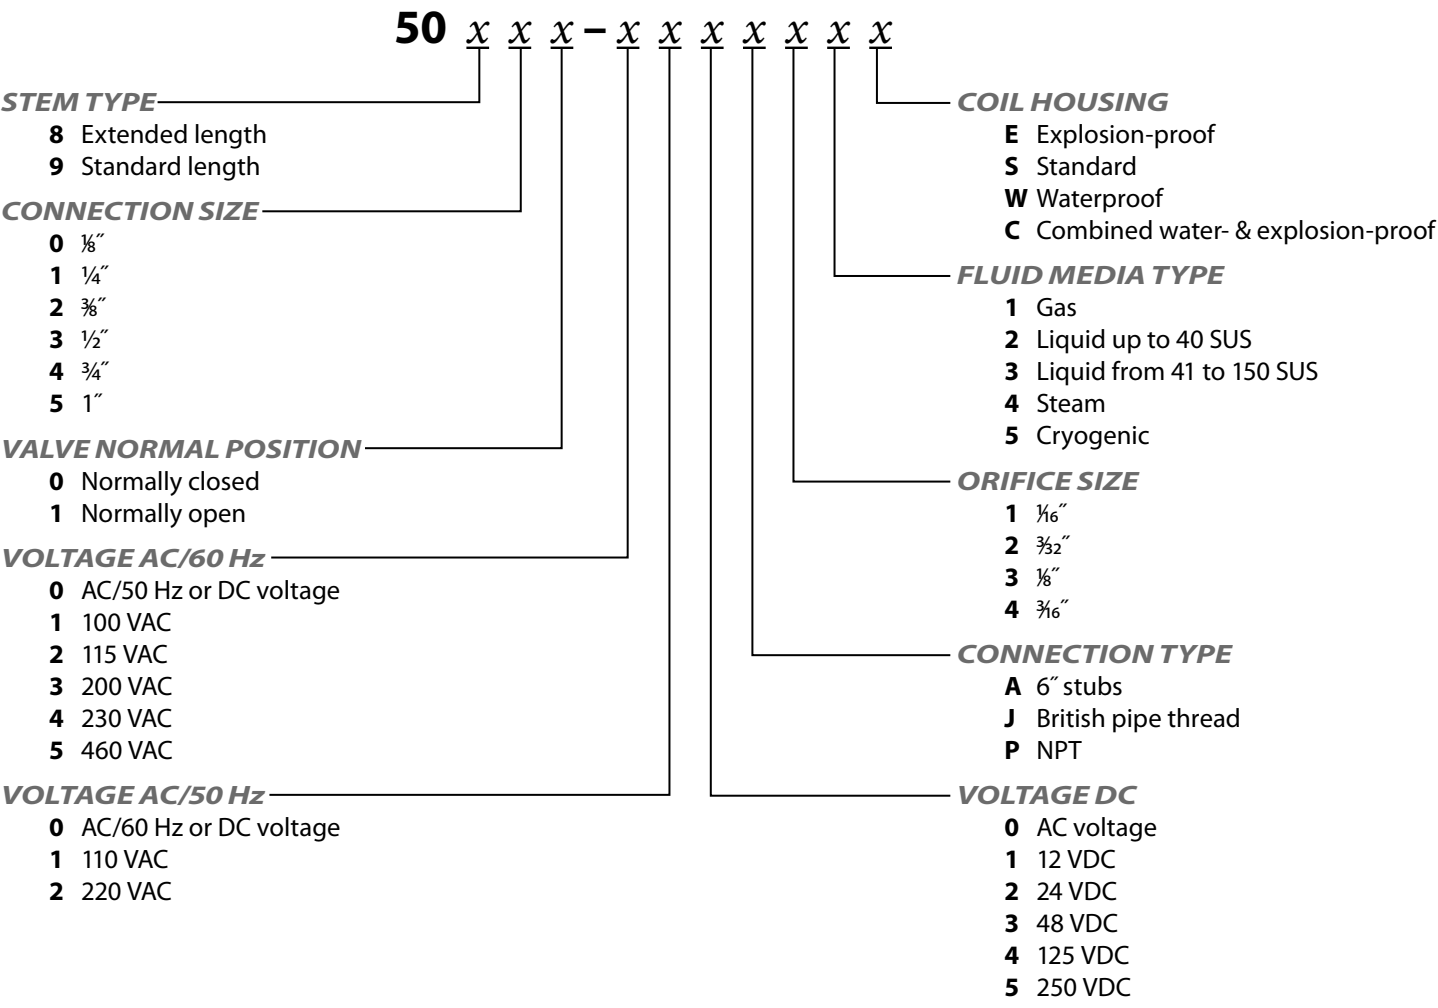 50 x x x – x x x x x x x
STEM TYPE
8 Extended length
9 Standard length
CONNECTION SIZE
0 ⅛˝
1 ¼˝
2 ⅜˝
3 ½˝
4 ¾˝
5 1˝
VALVE NORMAL POSITION
0 Normally closed
1 Normally open
VOLTAGE AC/60 Hz
0 AC/50 Hz or DC voltage
1 100 VAC
2 115 VAC
3 200 VAC
4 230 VAC
5 460 VAC
VOLTAGE AC/50 Hz
0 AC/60 Hz or DC voltage
1 110 VAC
2 220 VAC
COIL HOUSING
E Explosion-proof
S Standard
W Waterproof
C Combined water- & explosion-proof
FLUID MEDIA TYPE
1 Gas
2 Liquid up to 40 SUS
3 Liquid from 41 to 150 SUS
4 Steam
5 Cryogenic
ORIFICE SIZE
1 1⁄16˝
2 3⁄32˝
3 ⅛˝
4 3⁄16˝
CONNECTION TYPE
A 6˝ stubs
J British pipe thread
P NPT
VOLTAGE DC
0 AC voltage
1 12 VDC
2 24 VDC
3 48 VDC
4 125 VDC
5 250 VDC